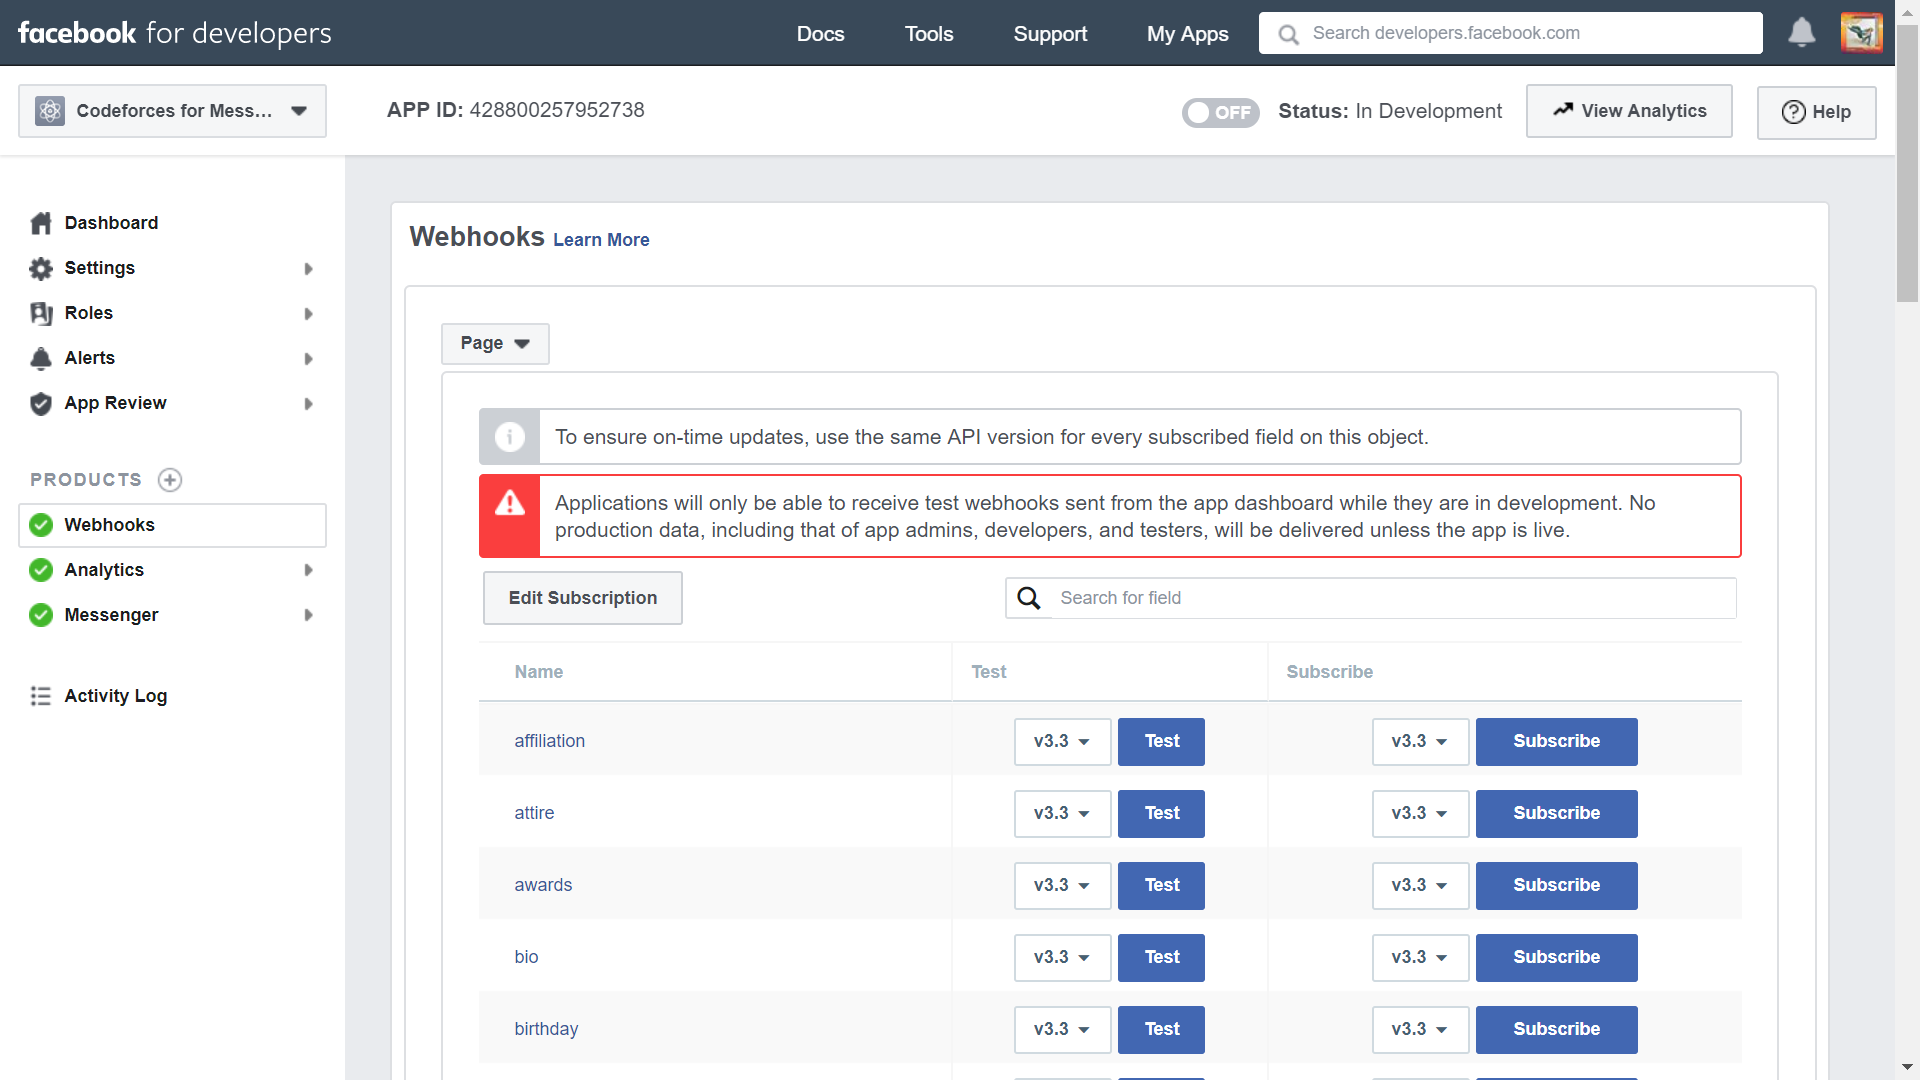 facebook for developers
Docs
Tools
Support
My Apps
Search developers.facebook.com
Codeforces for Mess...
APP ID: 428800257952738
OFF
Status: In Development
View Analytics
Help
Dashboard
Settings
Roles
Alerts
App Review
PRODUCTS
Webhooks
Analytics
Messenger
Activity Log
Webhooks Learn More
Page
To ensure on-time updates, use the same API version for every subscribed field on this object.
Applications will only be able to receive test webhooks sent from the app dashboard while they are in development. No
production data, including that of app admins, developers, and testers, will be delivered unless the app is live.
Edit Subscription
Search for field
Name Test Subscribe
affiliation v3.3 Test v3.3 Subscribe
attire v3.3 Test v3.3 Subscribe
awards v3.3 Test v3.3 Subscribe
bio v3.3 Test v3.3 Subscribe
birthday v3.3 Test v3.3 Subscribe